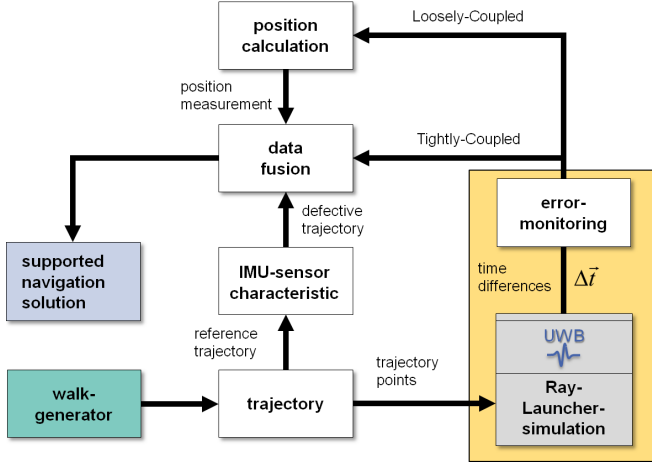 position
calculation
Loosely-Coupled
position
measurement
data
fusion
Tightly-Coupled
error-
monitoring
defective
trajectory
supported
navigation
solution
IMU-sensor
characteristic
time
differences
Δt⃗
reference
trajectory
UWB
walk-
generator
trajectory
trajectory
points
Ray-
Launcher-
simulation